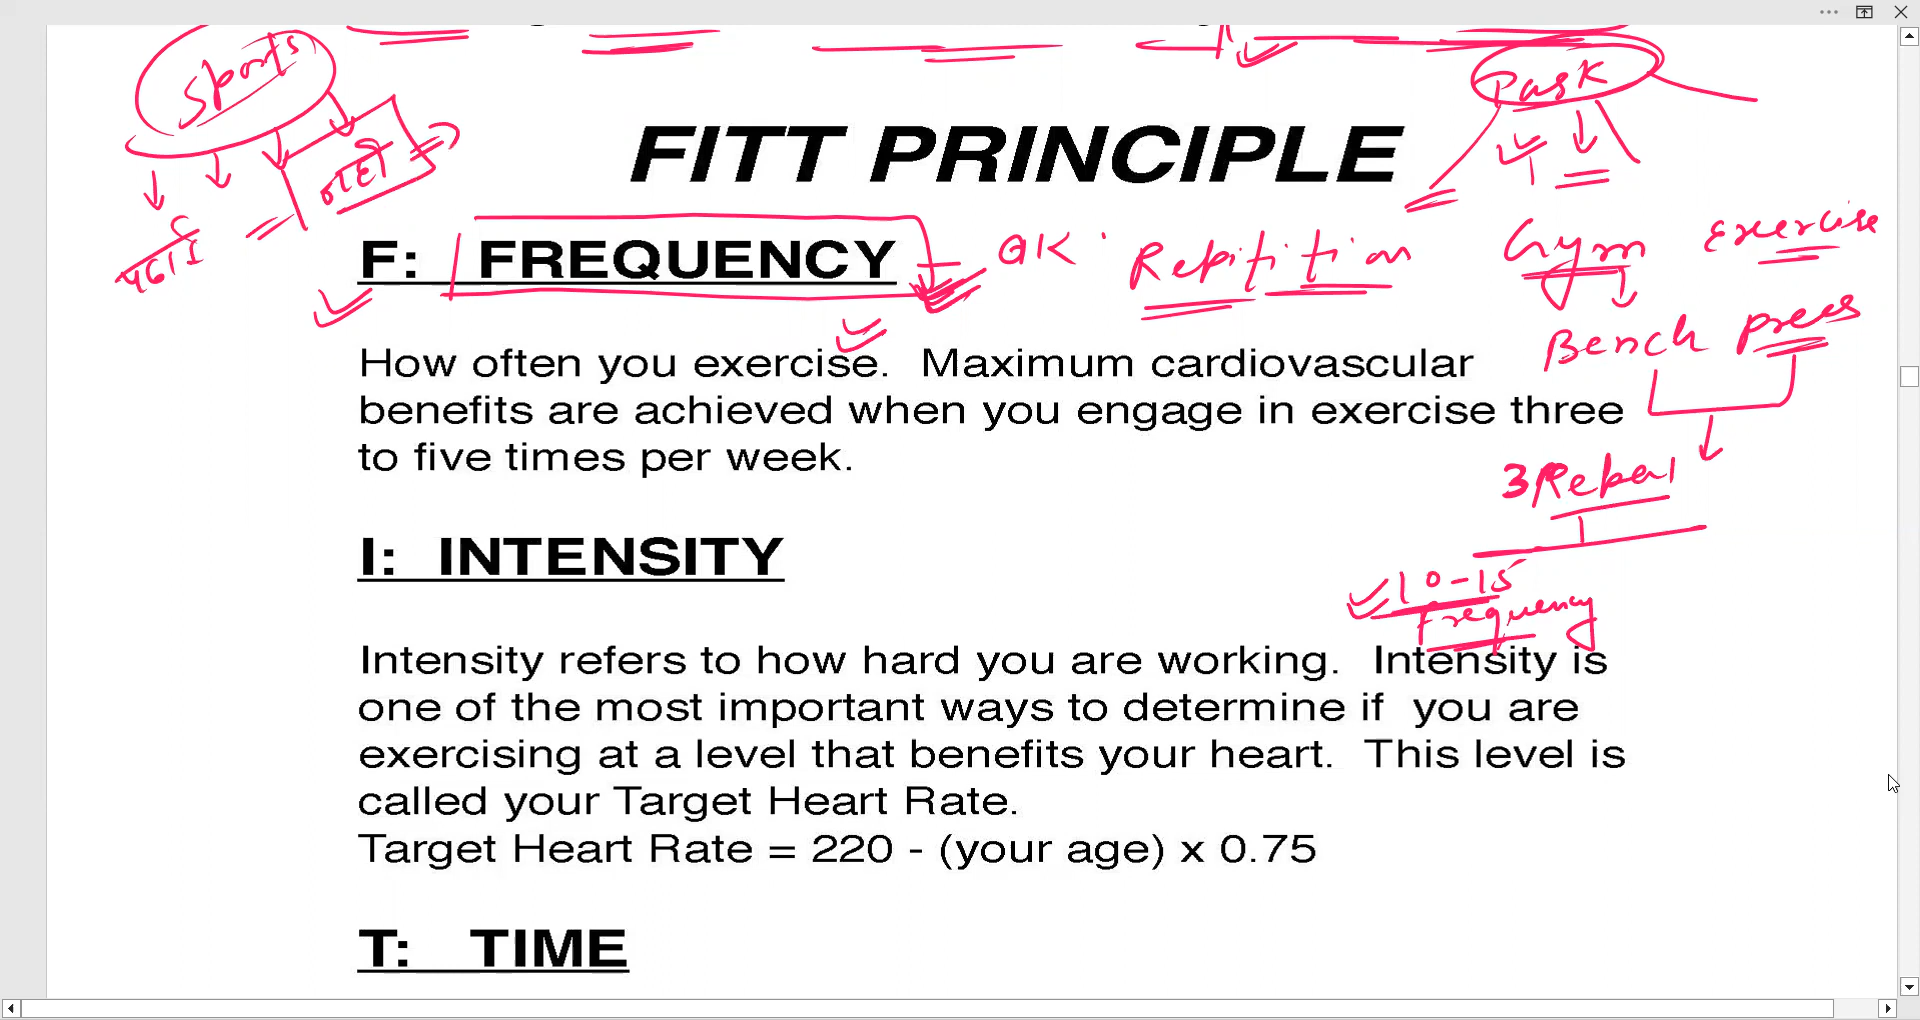 Sports
Park
FITT PRINCIPLE
F: FREQUENCY
Repitition
Gym Exercise
Bench press
How often you exercise. Maximum cardiovascular
benefits are achieved when you engage in exercise three
to five times per week.
3 Repeat
I: INTENSITY
10-15
Frequency
Intensity refers to how hard you are working. Intensity is
one of the most important ways to determine if you are
exercising at a level that benefits your heart. This level is
called your Target Heart Rate.
Target Heart Rate = 220 - (your age) x 0.75
T: TIME